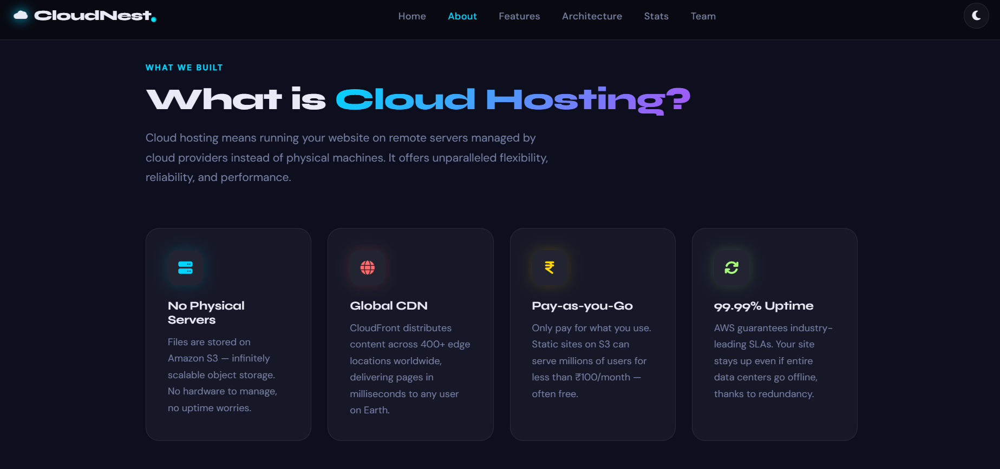 CloudNest.
Home About Features Architecture Stats Team
WHAT WE BUILT
What is Cloud Hosting?
Cloud hosting means running your website on remote servers managed by
cloud providers instead of physical machines. It offers unparalleled flexibility,
reliability, and performance.
No Physical
Servers
Files are stored on
Amazon S3 — infinitely
scalable object storage.
No hardware to manage,
no uptime worries.
Global CDN
CloudFront distributes
content across 400+ edge
locations worldwide,
delivering pages in
milliseconds to any user
on Earth.
₹
Pay-as-you-Go
Only pay for what you use.
Static sites on S3 can
serve millions of users for
less than ₹100/month —
often free.
99.99% Uptime
AWS guarantees industry-
leading SLAs. Your site
stays up even if entire
data centers go offline,
thanks to redundancy.